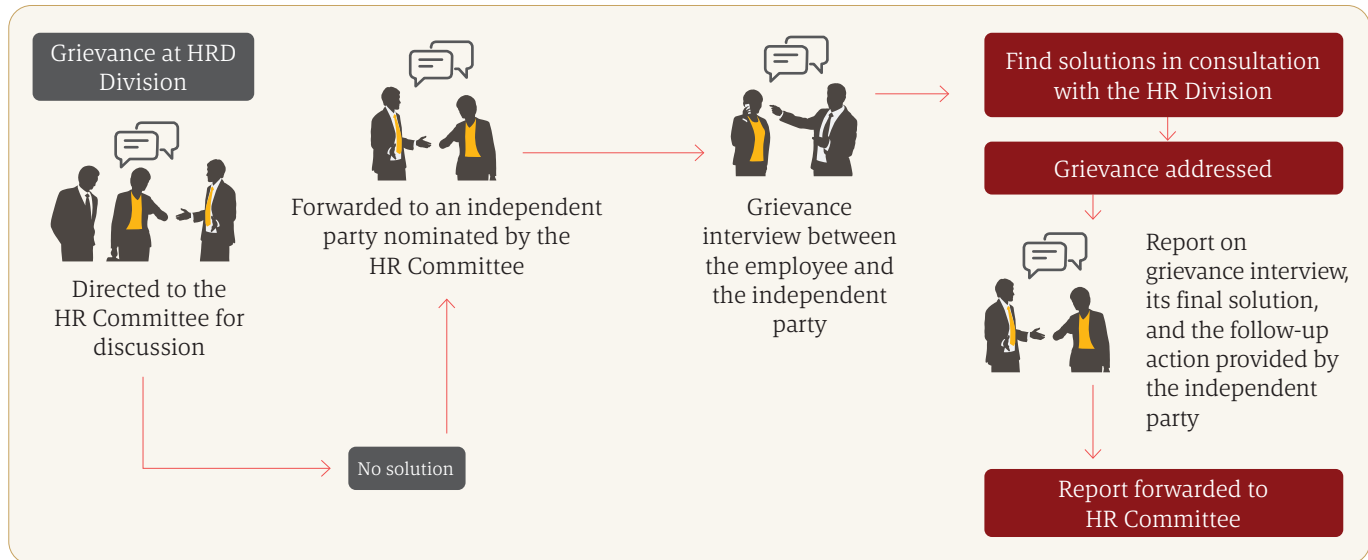 Grievance at HRD
Division
Directed to the
HR Committee for
discussion
No solution
Forwarded to an independent
party nominated by the
HR Committee
Grievance
interview between
the employee and
the independent
party
Find solutions in consultation
with the HR Division
Grievance addressed
Report on
grievance interview,
its final solution,
and the follow-up
action provided by
the independent
party
Report forwarded to
HR Committee